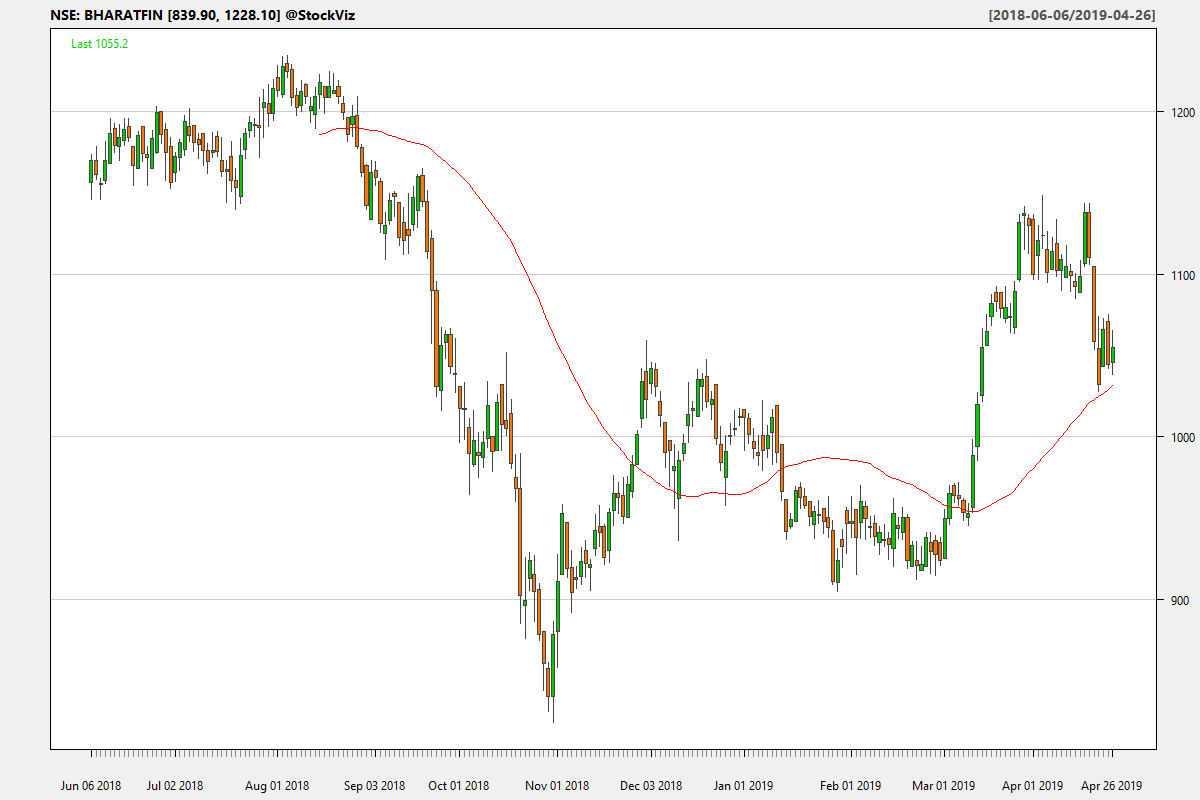 NSE: BHARATFIN [839.90, 1228.10] @StockViz [2018-06-06/2019-04-26]
Last 1055.2
1200
1100
1000
900
Jun 06 2018 Jul 02 2018 Aug 01 2018 Sep 03 2018 Oct 01 2018 Nov 01 2018 Dec 03 2018 Jan 01 2019 Feb 01 2019 Mar 01 2019 Apr 01 2019 Apr 26 2019